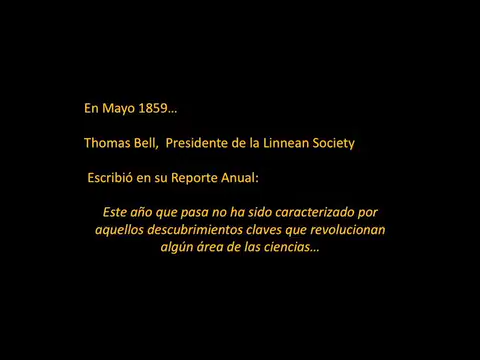 En Mayo 1859…
Thomas Bell, Presidente de la Linnean Society
Escribió en su Reporte Anual:
Este año que pasa no ha sido caracterizado por
aquellos descubrimientos claves que revolucionan
algún área de las ciencias…